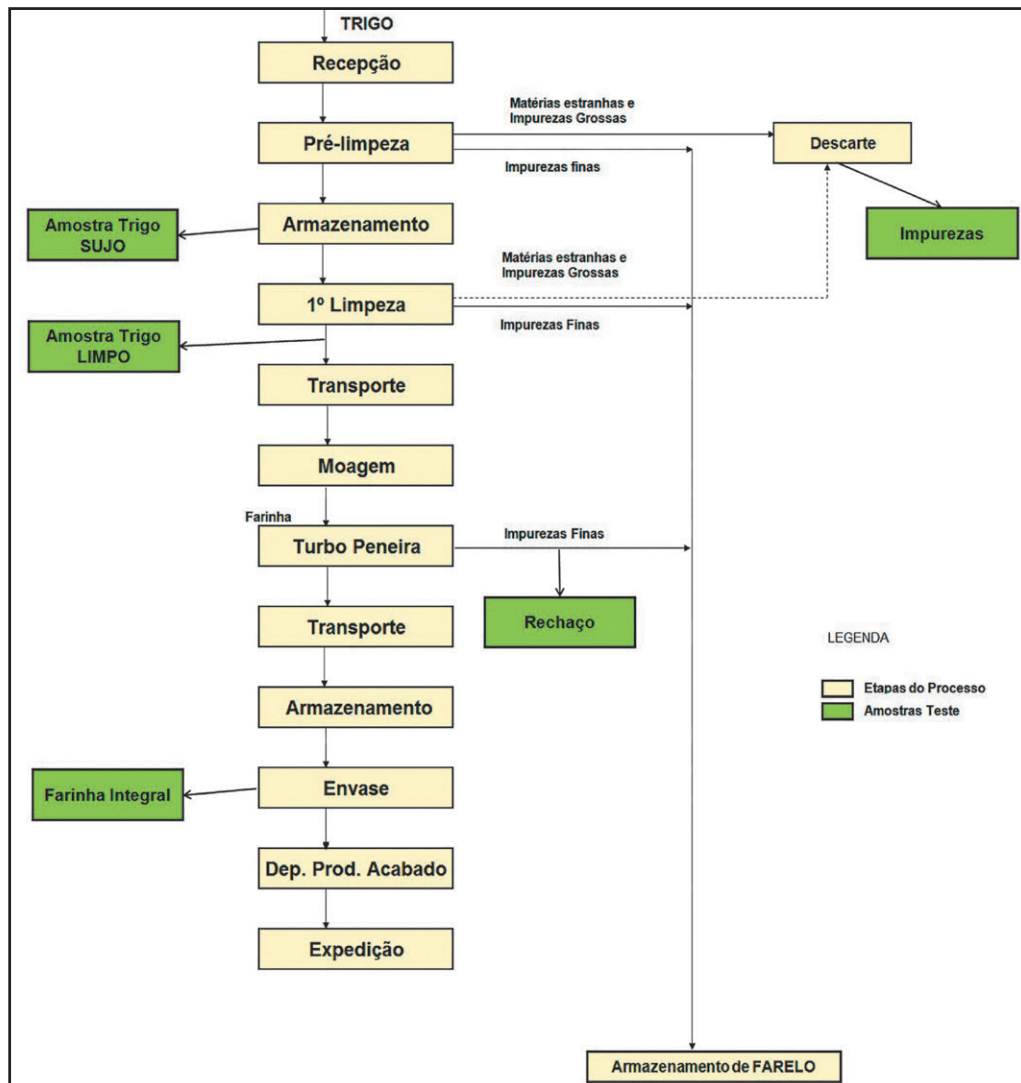 TRIGO
Recepção
Matérias estranhas e
Impurezas Grossas
Pré-limpeza
Descarte
Impurezas finas
Amostra Trigo
SUJO
Armazenamento
Impurezas
Matérias estranhas e
Impurezas Grossas
1º Limpeza
Impurezas Finas
Amostra Trigo
LIMPO
Transporte
Moagem
Farinha
Turbo Peneira
Impurezas Finas
Transporte
Rechaço
LEGENDA
Etapas do Processo
Amostras Teste
Armazenamento
Farinha Integral
Envase
Dep. Prod. Acabado
Expedição
Armazenamento de FARELO